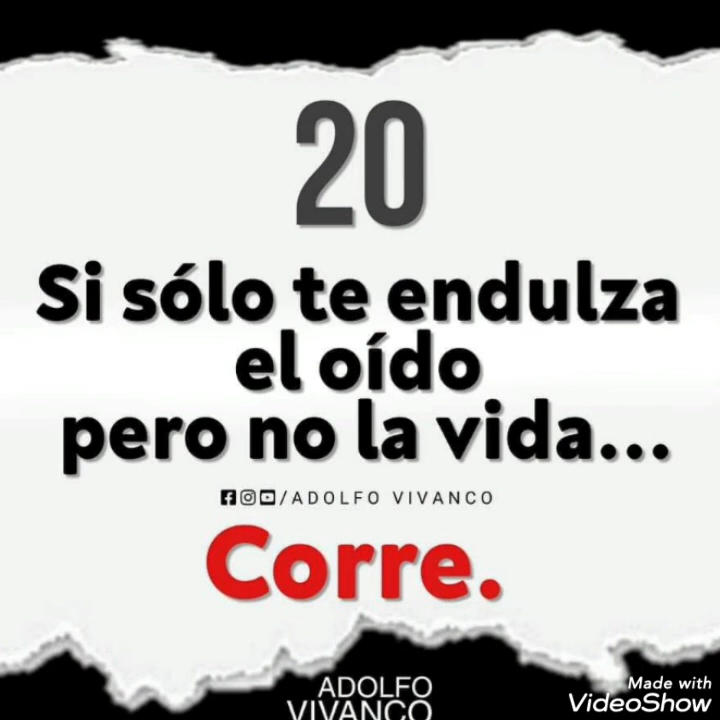 20
Si sólo te endulza
el oído
pero no la vida...
/ADOLFO VIVANCO
Corre.
ADOLFO
VIVANCO
Made with
VideoShow